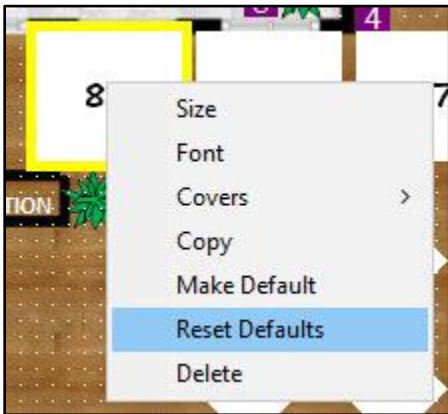 4
8
7
TION
Size
Font
Covers
Copy
Make Default
Reset Defaults
Delete